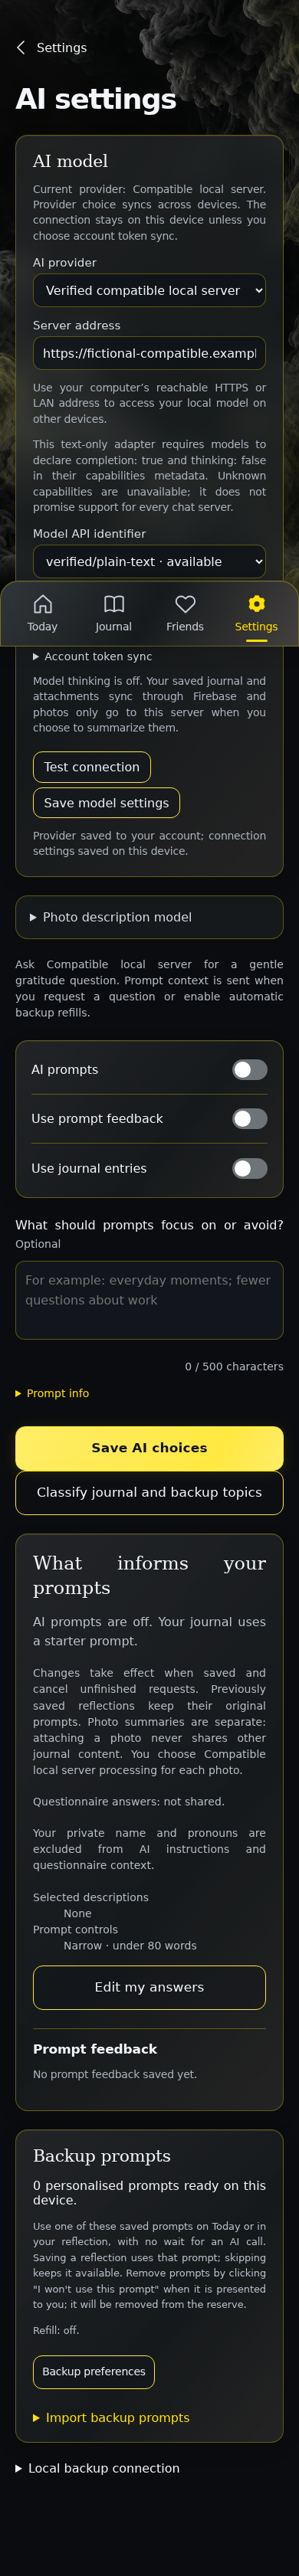 Settings
AI settings
AI model
Current provider: Compatible local server.
Provider choice syncs across devices. The
connection stays on this device unless you
choose account token sync.
AI provider
Verified compatible local server
Server address
https://fictional-compatible.exampl
Use your computer’s reachable HTTPS or
LAN address to access your local model on
other devices.
This text-only adapter requires models to
declare completion: true and thinking: false
in their capabilities metadata. Unknown
capabilities are unavailable; it does not
promise support for every chat server.
Model API identifier
verified/plain-text · available
Today
Journal
Friends
Settings
Account token sync
Model thinking is off. Your saved journal and
attachments sync through Firebase and
photos only go to this server when you
choose to summarize them.
Test connection
Save model settings
Provider saved to your account; connection
settings saved on this device.
Photo description model
Ask Compatible local server for a gentle
gratitude question. Prompt context is sent when
you request a question or enable automatic
backup refills.
AI prompts
Use prompt feedback
Use journal entries
What should prompts focus on or avoid?
Optional
For example: everyday moments; fewer
questions about work
0 / 500 characters
Prompt info
Save AI choices
Classify journal and backup topics
What informs your
prompts
AI prompts are off. Your journal uses
a starter prompt.
Changes take effect when saved and
cancel unfinished requests. Previously
saved reflections keep their original
prompts. Photo summaries are separate:
attaching a photo never shares other
journal content. You choose Compatible
local server processing for each photo.
Questionnaire answers: not shared.
Your private name and pronouns are
excluded from AI instructions and
questionnaire context.
Selected descriptions
None
Prompt controls
Narrow · under 80 words
Edit my answers
Prompt feedback
No prompt feedback saved yet.
Backup prompts
0 personalised prompts ready on this
device.
Use one of these saved prompts on Today or in
your reflection, with no wait for an AI call.
Saving a reflection uses that prompt; skipping
keeps it available. Remove prompts by clicking
"I won't use this prompt" when it is presented
to you; it will be removed from the reserve.
Refill: off.
Backup preferences
Import backup prompts
Local backup connection